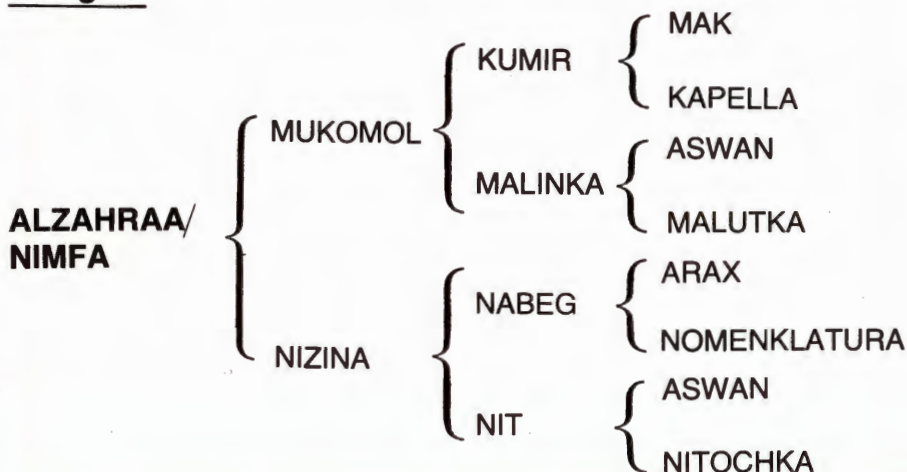 MAK
KUMIR
KAPELLA
MUKOMOL
ASWAN
MALINKA
MALUTKA
ALZAHRAA/
NIMFA
ARAX
NABEG
NOMENKLATURA
NIZINA
ASWAN
NIT
NITOCHKA